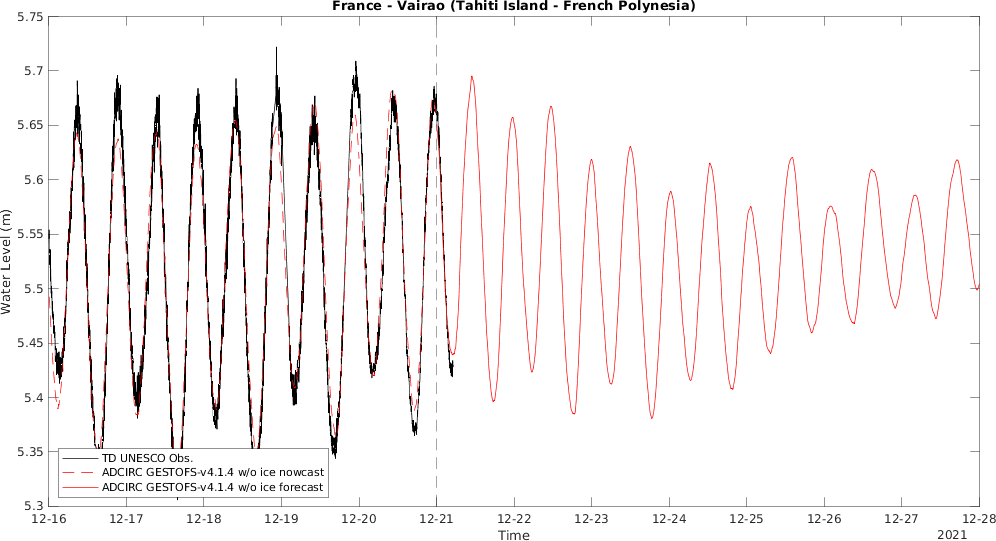 France - Vairao (Tahiti Island - French Polynesia)
5.75
5.7
5.65
5.6
5.55
5.5
5.45
5.4
5.35
5.3
Water Level (m)
TD UNESCO Obs.
ADCIRC GESTOFS-v4.1.4 w/o ice nowcast
ADCIRC GESTOFS-v4.1.4 w/o ice forecast
12-16 12-17 12-18 12-19 12-20 12-21 12-22 12-23 12-24 12-25 12-26 12-27 12-28
Time
2021